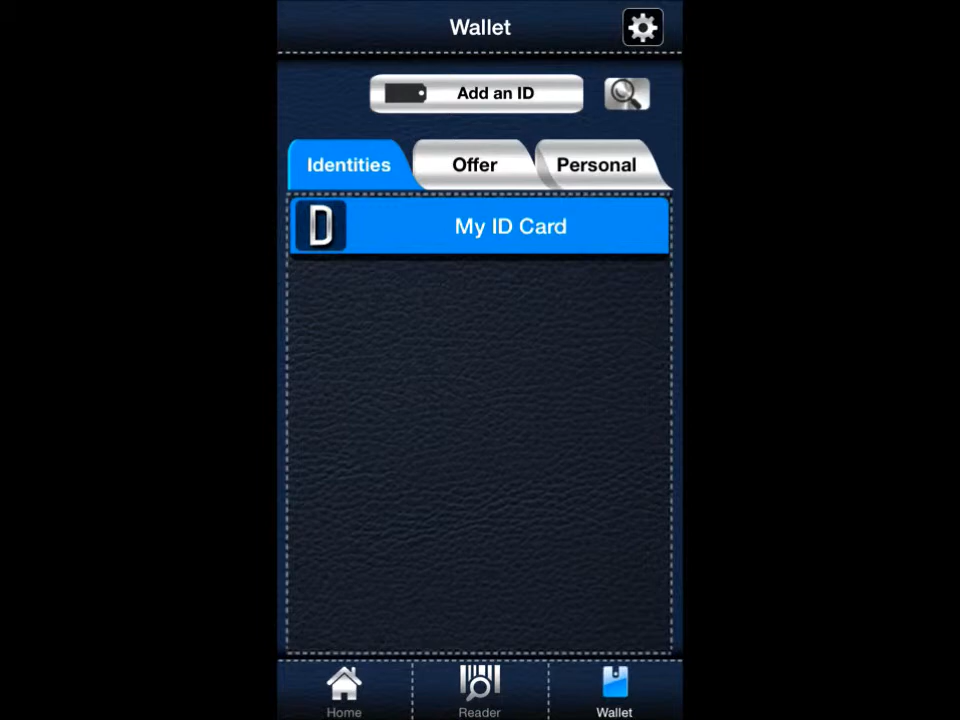 Wallet
Add an ID
Identities
Offer
Personal
D
My ID Card
Home
Reader
Wallet